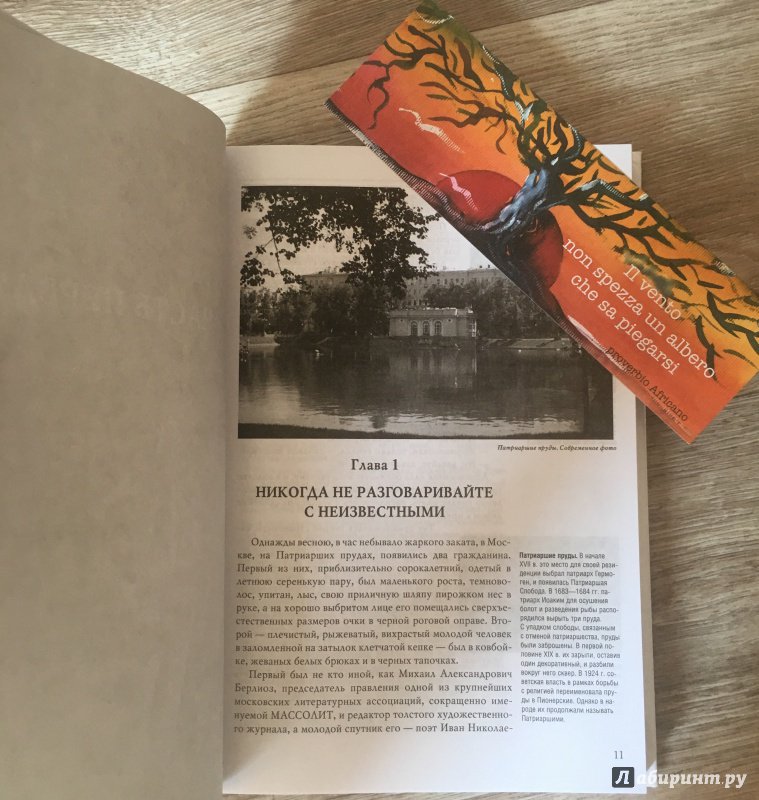 Il vento
non spezza un albero
che sa piegarsi
proverbio Africano
Патриаршие пруды. Современное фото
Глава 1
НИКОГДА НЕ РАЗГОВАРИВАЙТЕ
С НЕИЗВЕСТНЫМИ
Однажды весною, в час небывало жаркого заката, в Мос-
кве, на Патриарших прудах, появились два гражданина.
Первый из них, приблизительно сорокалетний, одетый в
летнюю серенькую пару, был маленького роста, темново-
лос, упитан, лыс, свою приличную шляпу пирожком нес в
руке, а на хорошо выбритом лице его помещались сверхъе-
стественных размеров очки в черной роговой оправе. Вто-
рой — плечистый, рыжеватый, вихрастый молодой человек
в заломленной на затылок клетчатой кепке — был в ковбой-
ке, жеваных белых брюках и в черных тапочках.
Первый был не кто иной, как Михаил Александрович
Берлиоз, председатель правления одной из крупнейших
московских литературных ассоциаций, сокращенно име-
нуемой МАССОЛИТ, и редактор толстого художественно-
го журнала, а молодой спутник его — поэт Иван Николае-
Патриаршие пруды. В начале
XVII в. это место для своей рези-
денции выбрал патриарх Гермо-
ген, и появилась Патриаршая
Слобода. В 1683—1684 гг. па-
триарх Иоаким для осушения
болот и разведения рыбы распо-
рядился вырыть три пруда.
С упадком слободы, связанным
с отменой патриаршества, пруды
были заброшены. В первой по-
ловине XIX в. их зарыли, оставив
один декоративный, и разбили
вокруг него сквер. В 1924 г. со-
ветская власть в рамках борьбы
с религией переименовала пру-
ды в Пионерские. Однако в на-
роде их продолжали называть
Патриаршими.
11
Лабиринт.ру